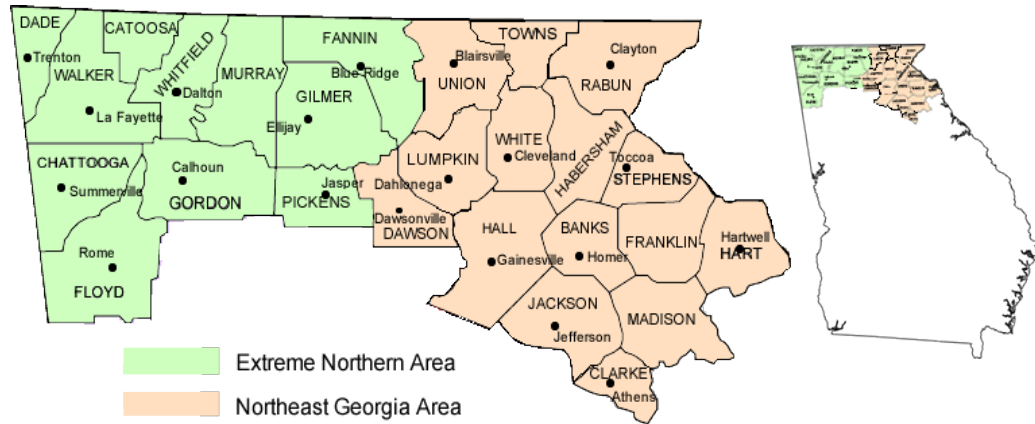 DADE
CATOOSA
WHITFIELD
FANNIN
TOWNS
Trenton
WALKER
MURRAY
Blue Ridge
Blairsville
UNION
Clayton
RABUN
Dalton
GILMER
La Fayette
Ellijay
WHITE
Cleveland
HABERSHAM
LUMPKIN
Toccoa
STEPHENS
CHATTOOGA
Summerville
Calhoun
GORDON
Jasper
PICKENS
Dahlonega
Dawsonville
DAWSON
HALL
Gainesville
BANKS
Homer
FRANKLIN
Hartwell
HART
Rome
FLOYD
JACKSON
Jefferson
MADISON
CLARKE
Athens
Extreme Northern Area
Northeast Georgia Area